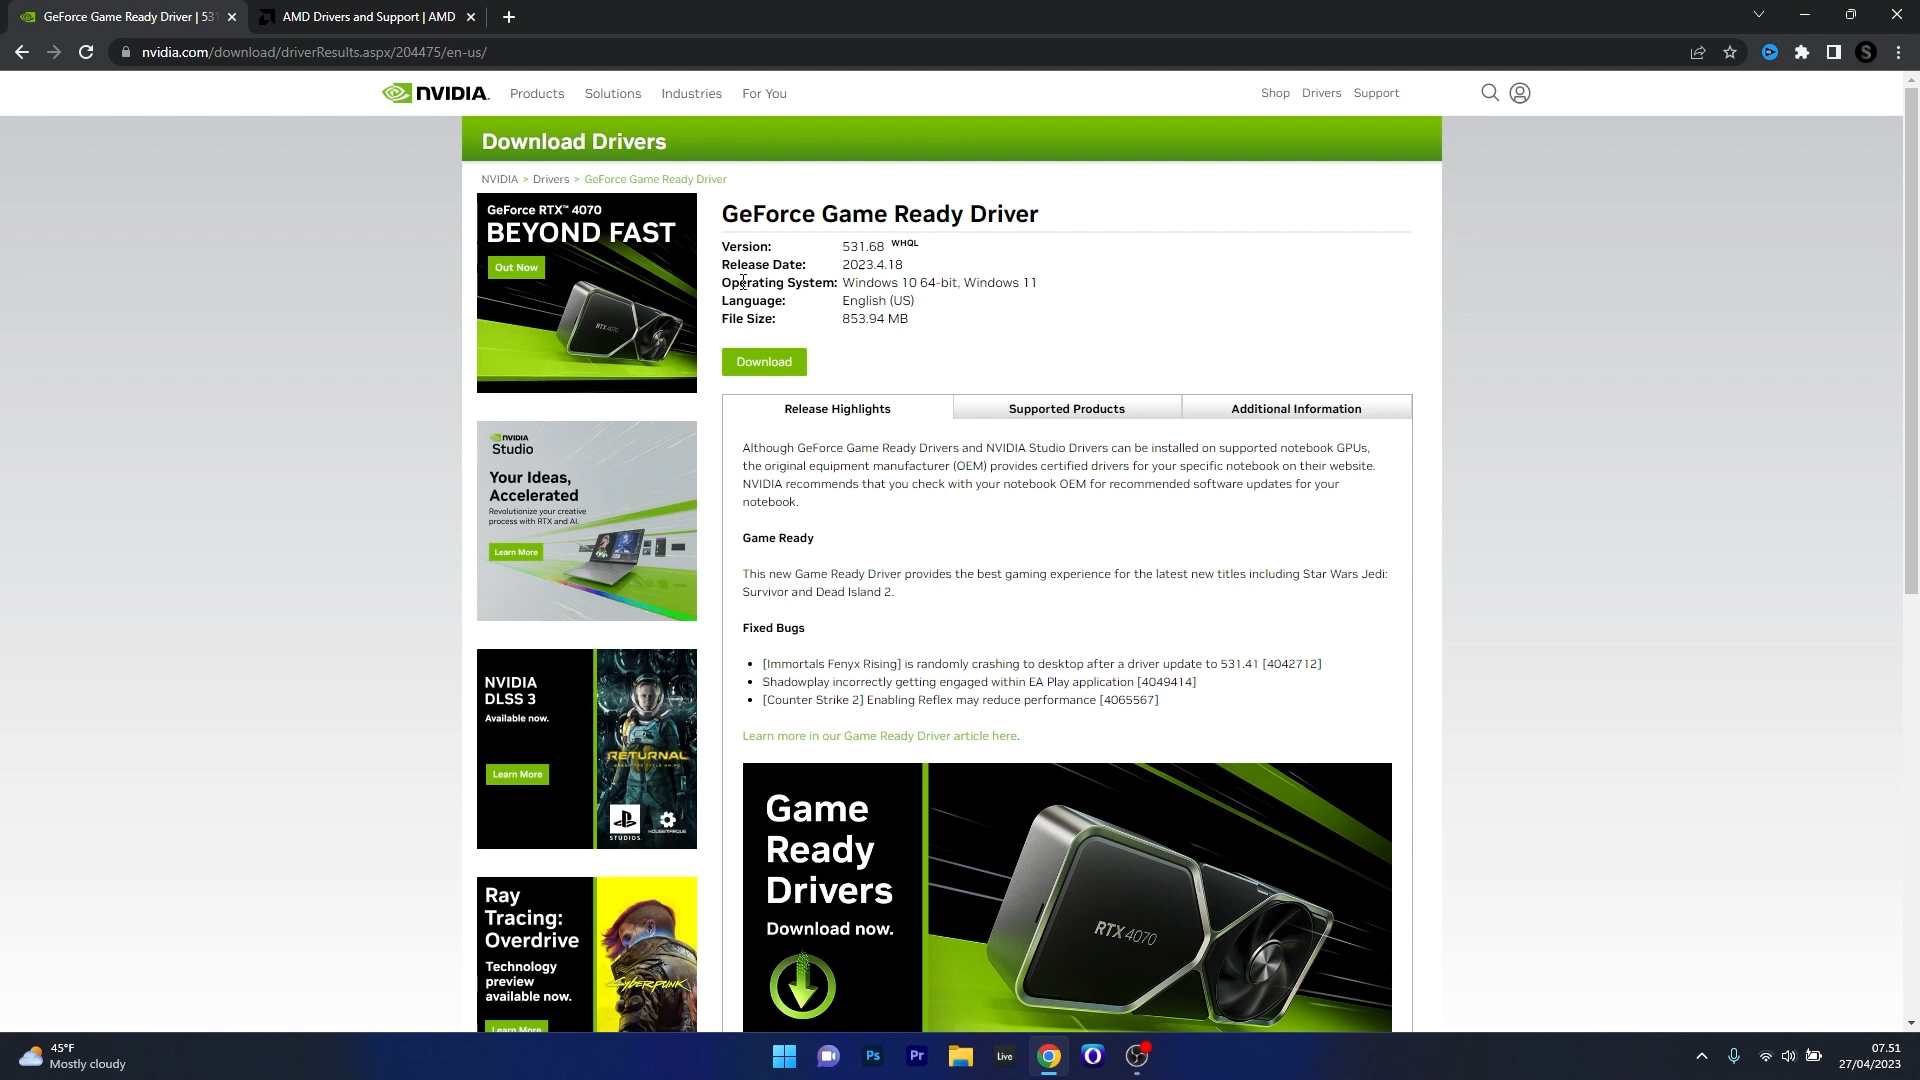 GeForce Game Ready Driver | 531
AMD Drivers and Support | AMD
nvidia.com/download/driverResults.aspx/204475/en-us/
S
NVIDIA.
Products
Solutions
Industries
For You
Shop
Drivers
Support
Download Drivers
NVIDIA > Drivers > GeForce Game Ready Driver
GeForce RTX™ 4070
BEYOND FAST
Out Now
RTX 4070
GeForce Game Ready Driver
Version: 531.68 WHQL
Release Date: 2023.4.18
Operating System: Windows 10 64-bit, Windows 11
Language: English (US)
File Size: 853.94 MB
Download
NVIDIA
Studio
Your Ideas,
Accelerated
Revolutionize your creative
process with RTX and AI.
Learn More
Release Highlights
Supported Products
Additional Information
Although GeForce Game Ready Drivers and NVIDIA Studio Drivers can be installed on supported notebook GPUs,
the original equipment manufacturer (OEM) provides certified drivers for your specific notebook on their website.
NVIDIA recommends that you check with your notebook OEM for recommended software updates for your
notebook.
Game Ready
This new Game Ready Driver provides the best gaming experience for the latest new titles including Star Wars Jedi:
Survivor and Dead Island 2.
Fixed Bugs
• [Immortals Fenyx Rising] is randomly crashing to desktop after a driver update to 531.41 [4042712]
• Shadowplay incorrectly getting engaged within EA Play application [4049414]
• [Counter Strike 2] Enabling Reflex may reduce performance [4065567]
Learn more in our Game Ready Driver article here.
NVIDIA
DLSS 3
Available now.
Learn More
RETURNAL
STUDIOS
HOUSEMARQUE
Ray
Tracing:
Overdrive
Technology
preview
available now.
Learn More
Cyberpunk
Game
Ready
Drivers
Download now.
RTX 4070
45°F
Mostly cloudy
Ps
Pr
Live
07.51
27/04/2023